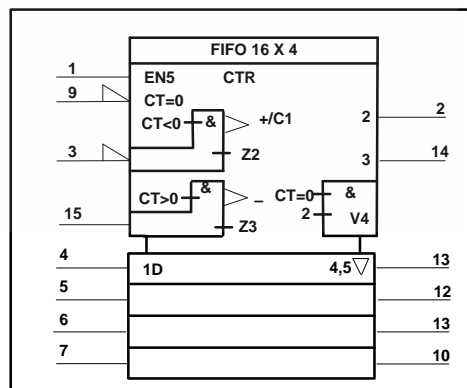 FIFO 16 X 4
1 EN5 CTR
9 CT=0
CT<0 & +/C1
2 2
3 Z2 3 14
CT>0 & –
CT=0 &
15 Z3 2 V4
4 1D 4,5 13
5 12
6 13
7 10